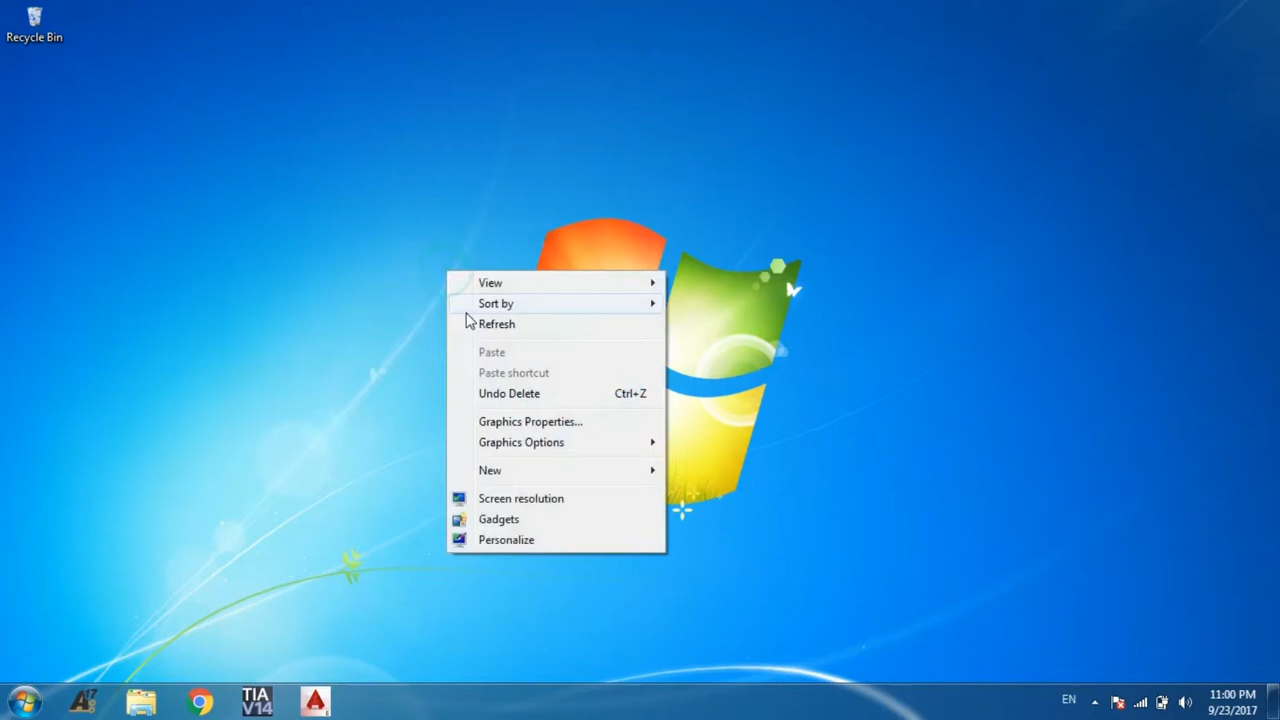 Recycle Bin
View
Sort by
Refresh
Paste
Paste shortcut
Undo Delete Ctrl+Z
Graphics Properties...
Graphics Options
New
Screen resolution
Gadgets
Personalize
A 17
TIA
V14
EN
11:00 PM
9/23/2017